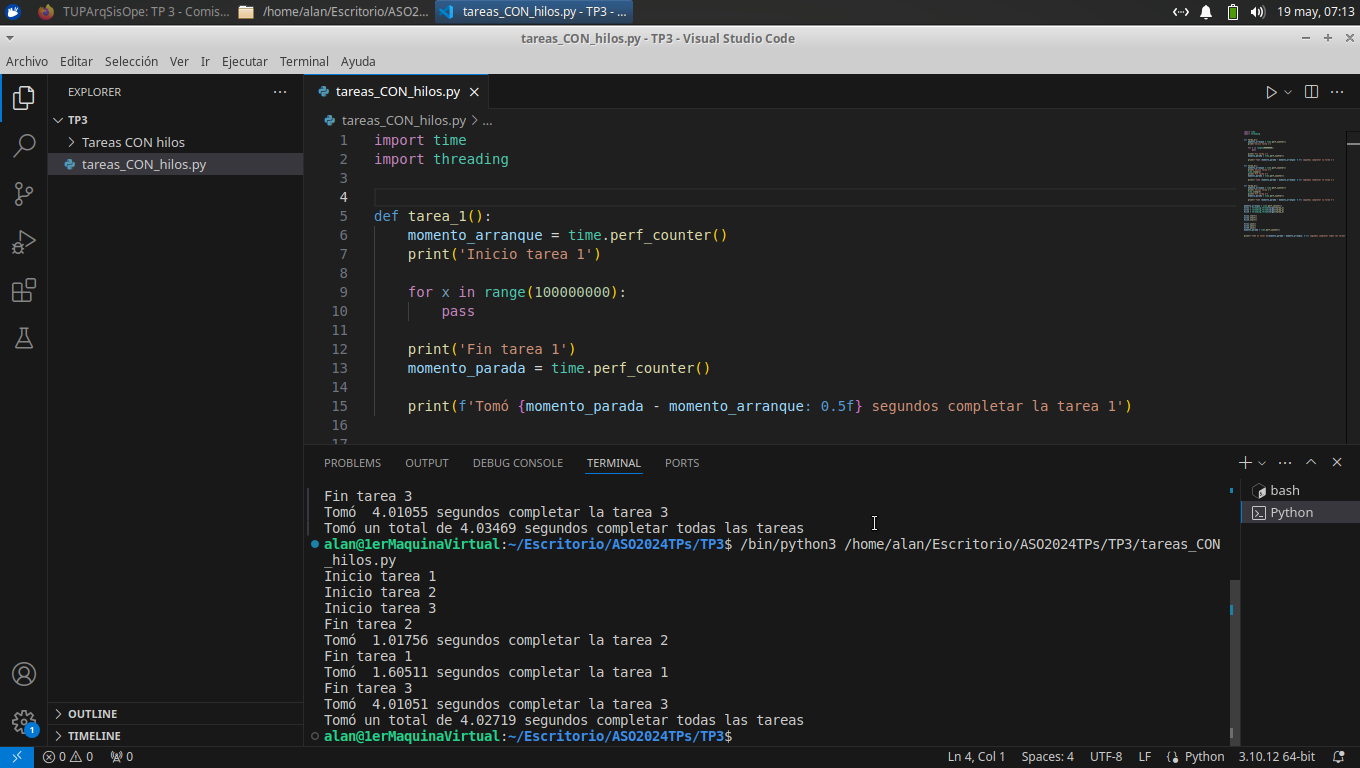 TUPArqSisOpe: TP 3 - Comis... /home/alan/Escritorio/ASO2... tareas_CON_hilos.py - TP3 - ... 19 may, 07:13
tareas_CON_hilos.py - TP3 - Visual Studio Code
Archivo Editar Selección Ver Ir Ejecutar Terminal Ayuda
EXPLORER
TP3
Tareas CON hilos
tareas_CON_hilos.py
OUTLINE
TIMELINE
tareas_CON_hilos.py
tareas_CON_hilos.py > ...
1 import time
2 import threading
3
4
5 def tarea_1():
6 momento_arranque = time.perf_counter()
7 print('Inicio tarea 1')
8
9 for x in range(100000000):
10 pass
11
12 print('Fin tarea 1')
13 momento_parada = time.perf_counter()
14
15 print(f'Tomó {momento_parada - momento_arranque: 0.5f} segundos completar la tarea 1')
16
17
PROBLEMS OUTPUT DEBUG CONSOLE TERMINAL PORTS
Fin tarea 3
Tomó  4.01055 segundos completar la tarea 3
Tomó un total de 4.03469 segundos completar todas las tareas
alan@1erMaquinaVirtual:~/Escritorio/ASO2024TPs/TP3$ /bin/python3 /home/alan/Escritorio/ASO2024TPs/TP3/tareas_CON
_hilos.py
Inicio tarea 1
Inicio tarea 2
Inicio tarea 3
Fin tarea 2
Tomó  1.01756 segundos completar la tarea 2
Fin tarea 1
Tomó  1.60511 segundos completar la tarea 1
Fin tarea 3
Tomó  4.01051 segundos completar la tarea 3
Tomó un total de 4.02719 segundos completar todas las tareas
alan@1erMaquinaVirtual:~/Escritorio/ASO2024TPs/TP3$
bash
Python
1
0 0 0 Ln 4, Col 1 Spaces: 4 UTF-8 LF Python 3.10.12 64-bit